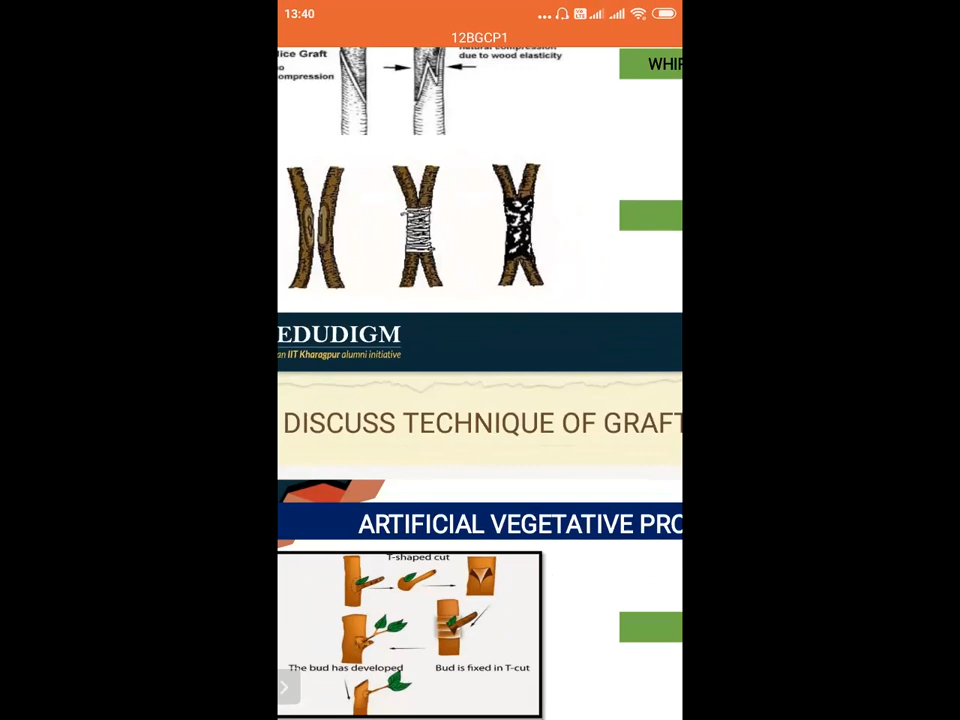 13:40
12BGCP1
lice Graft
natural compression
due to wood elasticity
o
ompression
WHIP
EDUDIGM
an IIT Kharagpur alumni initiative
DISCUSS TECHNIQUE OF GRAFT
ARTIFICIAL VEGETATIVE PRO
T-shaped cut
The bud has developed
Bud is fixed in T-cut